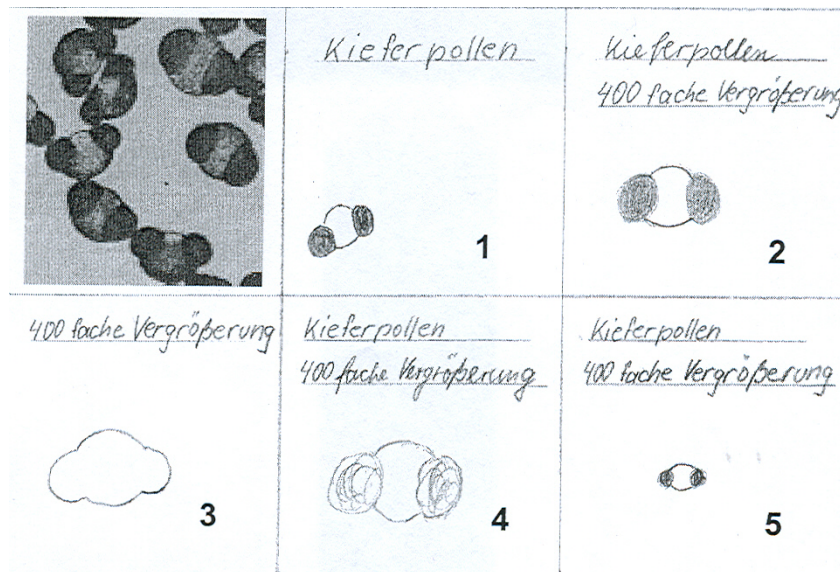 Kieferpollen
1
Kieferpollen
400 fache Vergrößerung
2
400 fache Vergrößerung
3
Kieferpollen
400 fache Vergrößerung
4
Kieferpollen
400 fache Vergrößerung
5